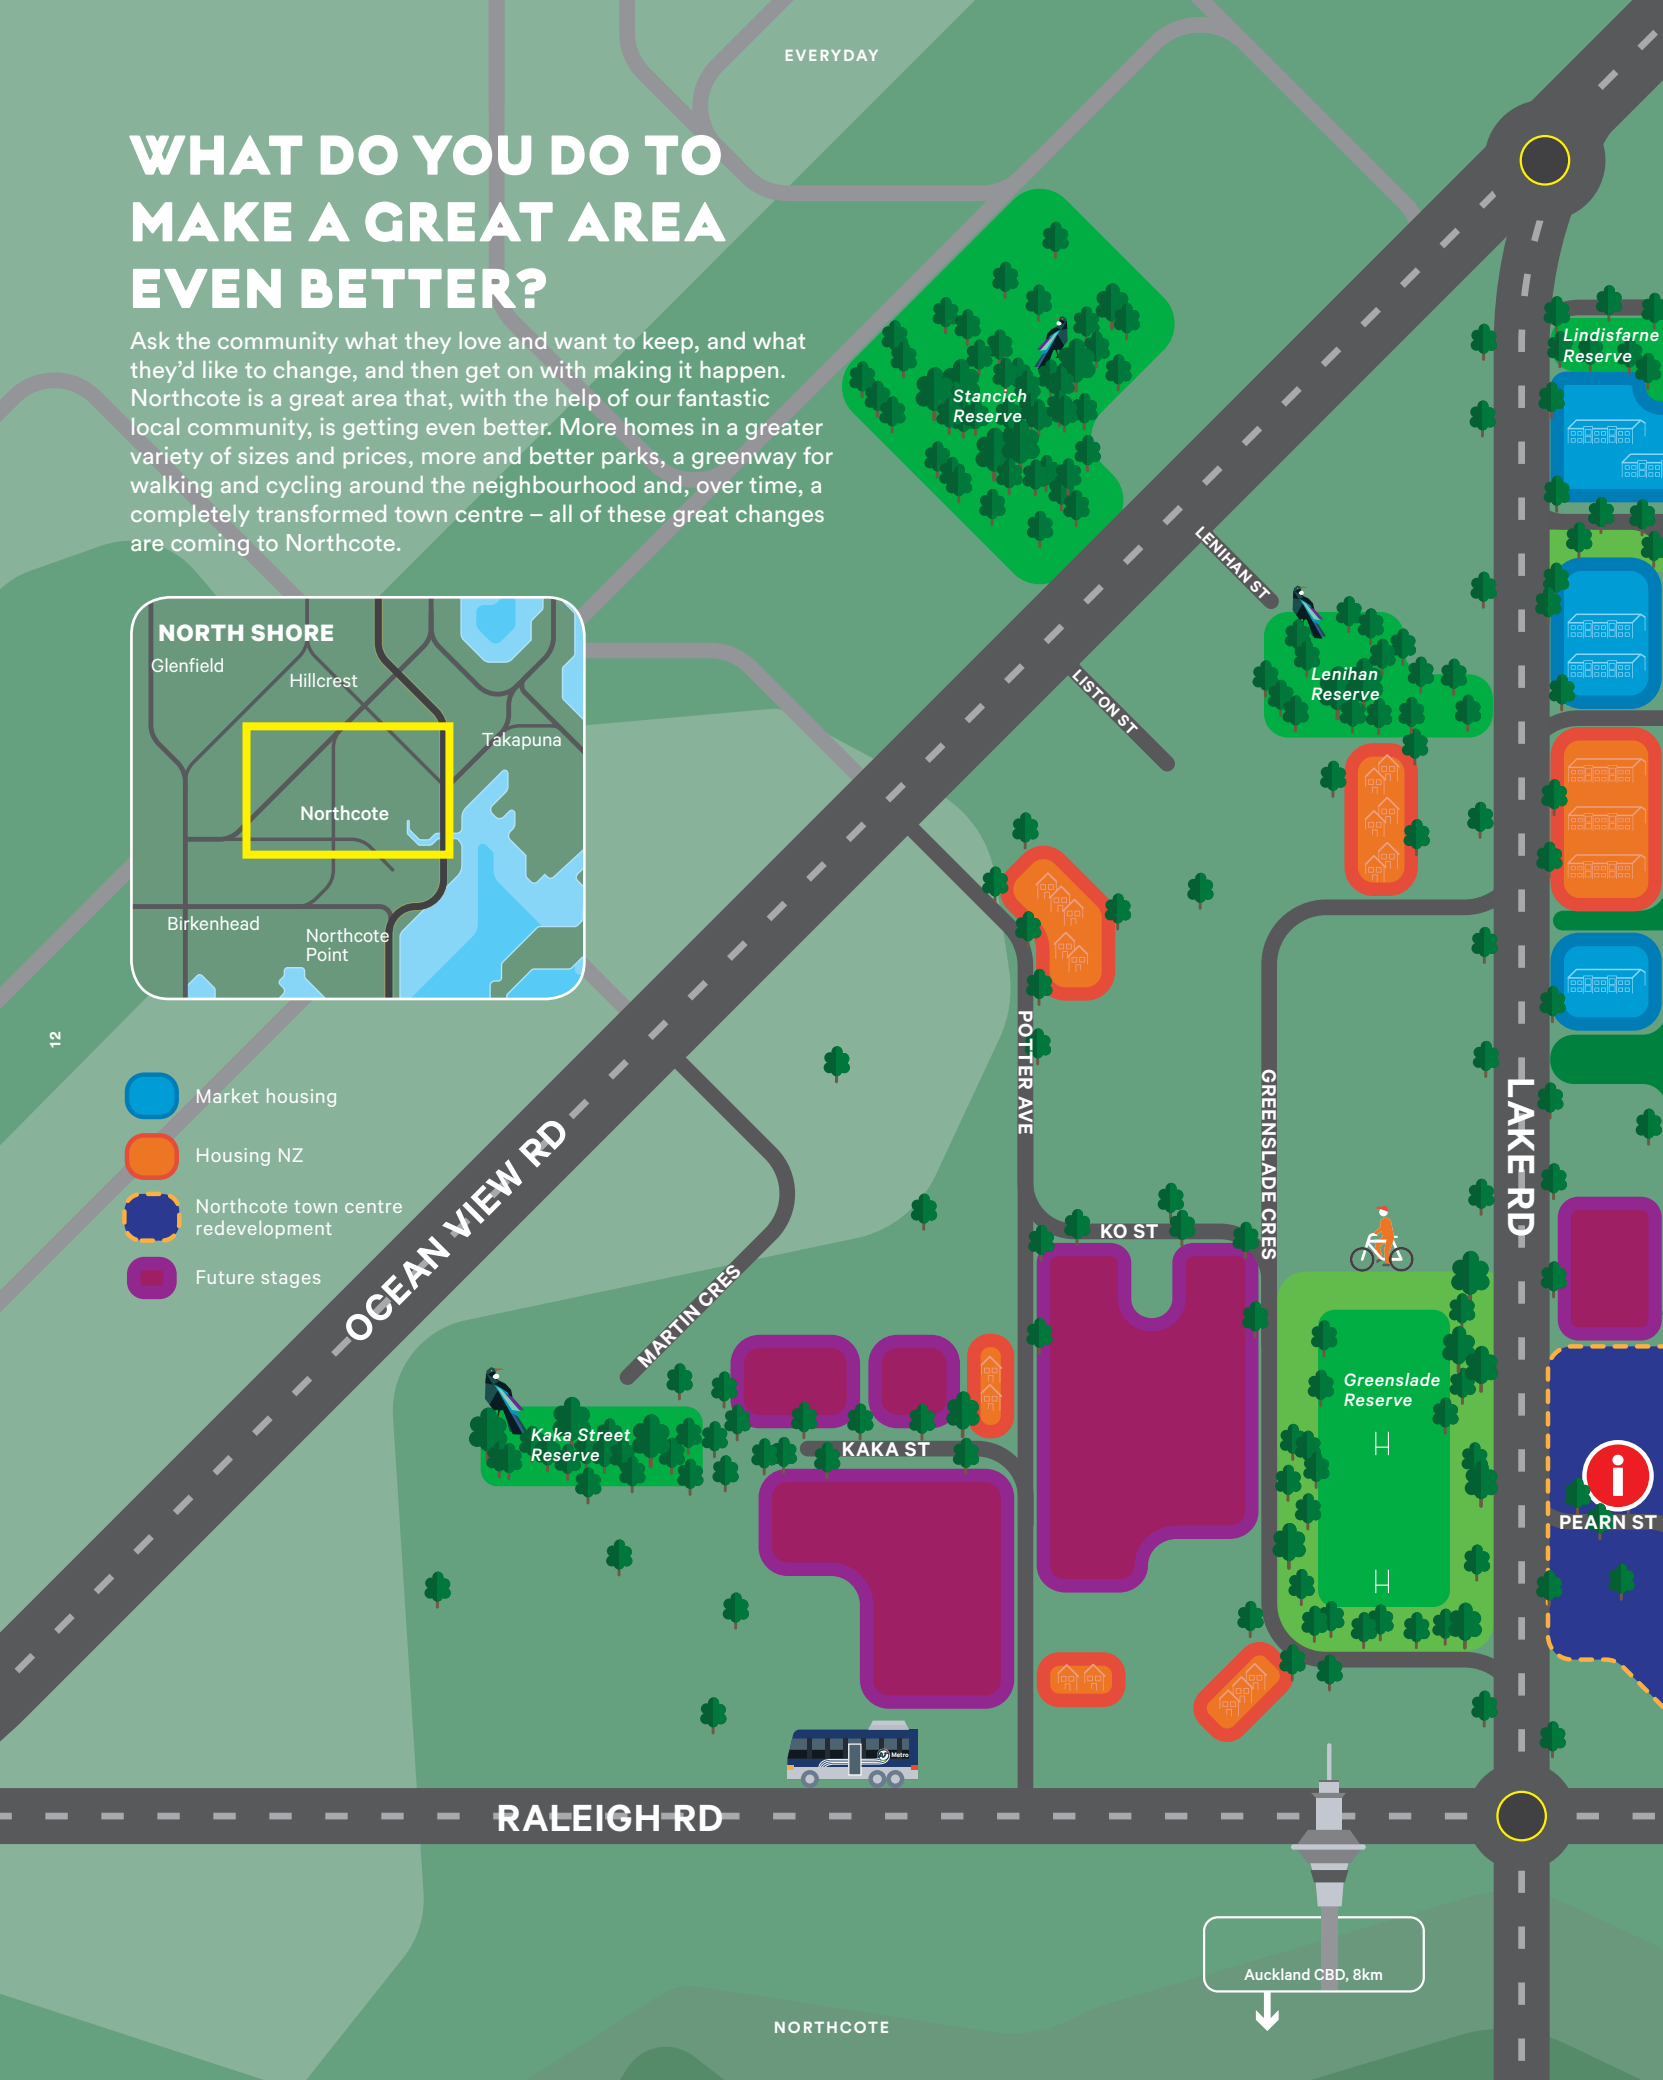 EVERYDAY
WHAT DO YOU DO TO
MAKE A GREAT AREA
EVEN BETTER?
Ask the community what they love and want to keep, and what
they’d like to change, and then get on with making it happen.
Northcote is a great area that, with the help of our fantastic
local community, is getting even better. More homes in a greater
variety of sizes and prices, more and better parks, a greenway for
walking and cycling around the neighbourhood and, over time, a
completely transformed town centre – all of these great changes
are coming to Northcote.
NORTH SHORE
Glenfield
Hillcrest
Takapuna
Northcote
Birkenhead
Northcote
Point
12
Market housing
Housing NZ
Northcote town centre
redevelopment
Future stages
Stancich
Reserve
Lindisfarne
Reserve
LENIHAN ST
Lenihan
Reserve
LISTON ST
POTTER AVE
GREENSLADE CRES
LAKE RD
OCEAN VIEW RD
MARTIN CRES
KO ST
Greenslade
Reserve
Kaka Street
Reserve
KAKA ST
i
PEARN ST
AT Metro
RALEIGH RD
Auckland CBD, 8km
NORTHCOTE